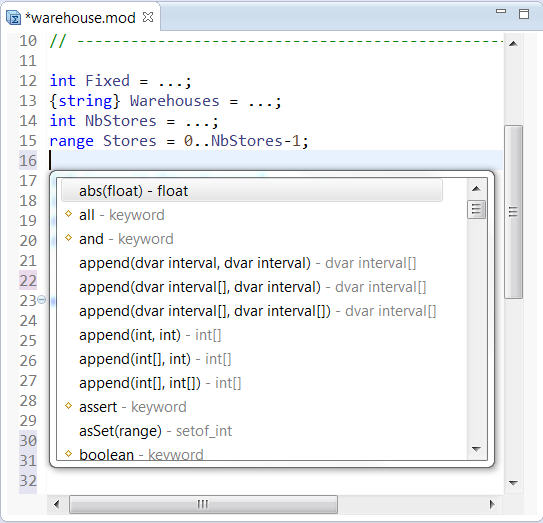 *warehouse.mod
10 // -------------------------------------------------
11
12 int Fixed = ...;
13 {string} Warehouses = ...;
14 int NbStores = ...;
15 range Stores = 0..NbStores-1;
16
17 abs(float) - float
18 all - keyword
19 and - keyword
20 append(dvar interval, dvar interval) - dvar interval[]
21 append(dvar interval[], dvar interval) - dvar interval[]
22 append(dvar interval[], dvar interval[]) - dvar interval[]
23 append(int, int) - int[]
24 append(int[], int) - int[]
25 append(int[], int[]) - int[]
26 assert - keyword
27 asSet(range) - setof_int
28 boolean - keyword
29
30
31
32